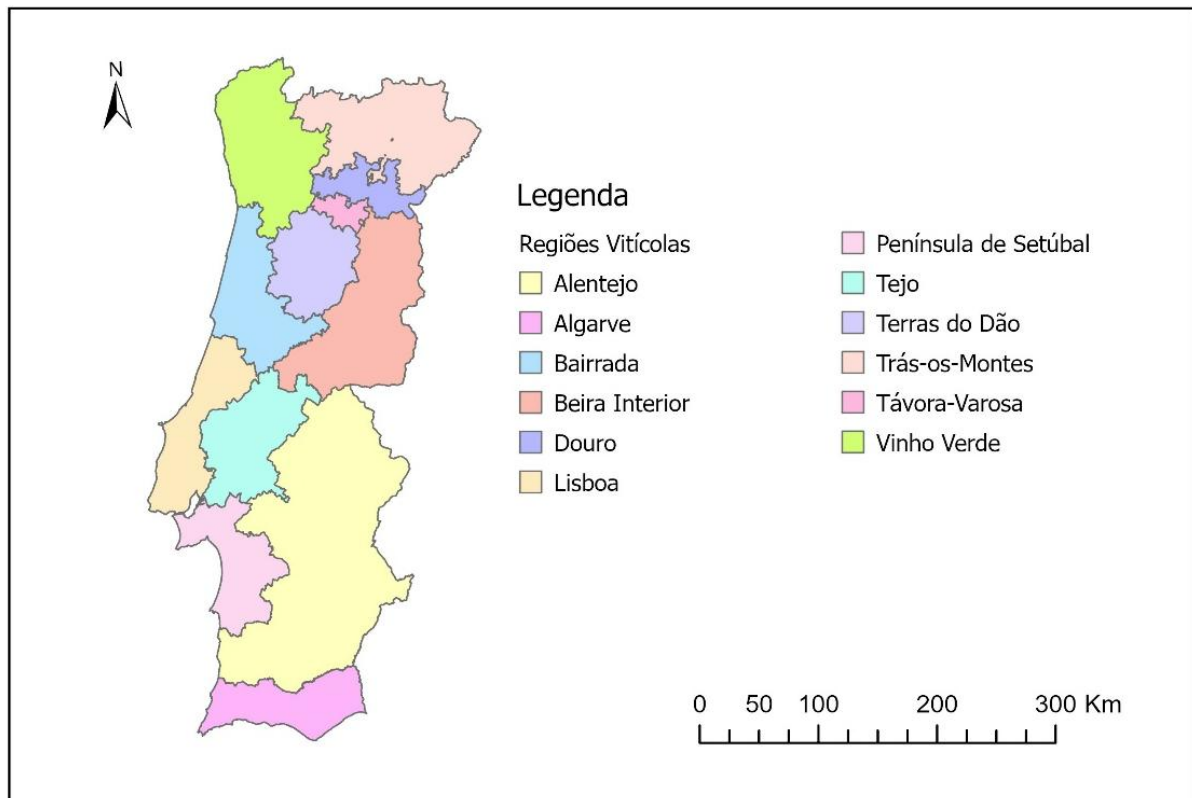 N
Legenda
Regiões Vitícolas
Alentejo
Algarve
Bairrada
Beira Interior
Douro
Lisboa
Península de Setúbal
Tejo
Terras do Dão
Trás-os-Montes
Távora-Varosa
Vinho Verde
0 50 100 200 300 Km